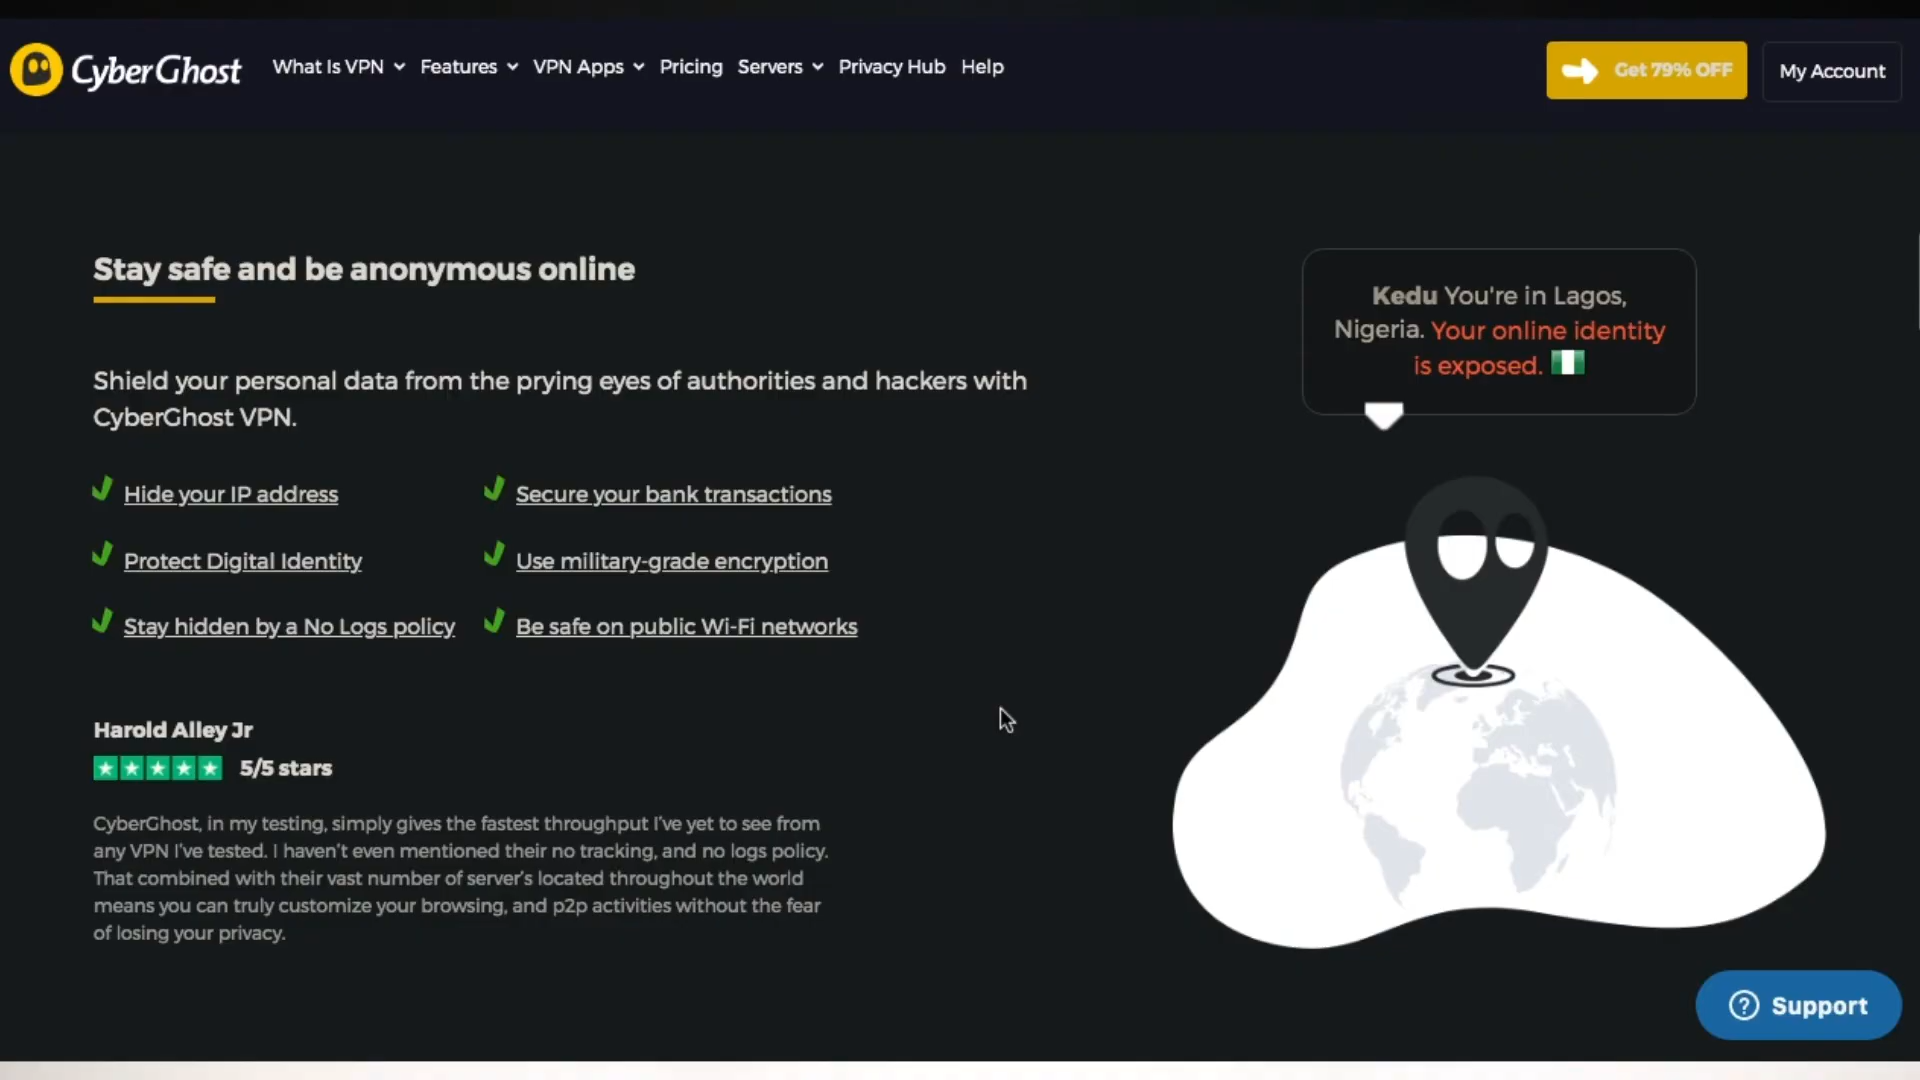 CyberGhost What Is VPN Features VPN Apps Pricing Servers Privacy Hub Help Get 79% OFF My Account
Stay safe and be anonymous online
Shield your personal data from the prying eyes of authorities and hackers with
CyberGhost VPN.
Hide your IP address Secure your bank transactions
Protect Digital Identity Use military-grade encryption
Stay hidden by a No Logs policy Be safe on public Wi-Fi networks
Harold Alley Jr
5/5 stars
CyberGhost, in my testing, simply gives the fastest throughput I've yet to see from
any VPN I've tested. I haven't even mentioned their no tracking, and no logs policy.
That combined with their vast number of server's located throughout the world
means you can truly customize your browsing, and p2p activities without the fear
of losing your privacy.
Kedu You're in Lagos,
Nigeria. Your online identity
is exposed.
Support